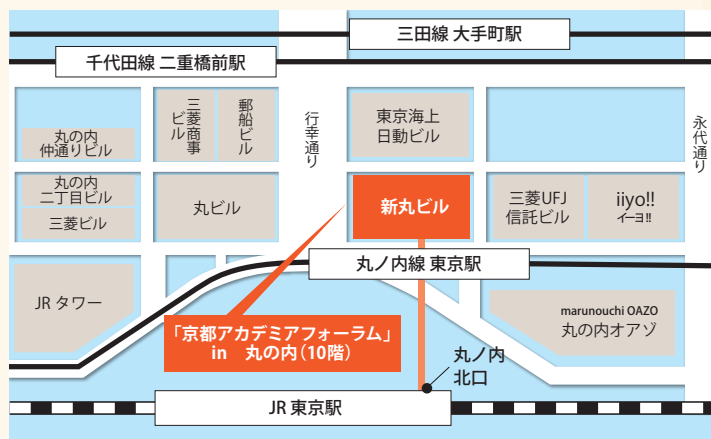 三田線 大手町駅
千代田線 二重橋前駅
丸の内
仲通りビル
三菱商事
ビル
郵船ビル
行幸通り
東京海上
日動ビル
永代通り
丸の内
二丁目ビル
三菱ビル
丸ビル
新丸ビル
三菱UFJ
信託ビル
iiyo!!
イーヨ!!
丸ノ内線 東京駅
JR タワー
marunouchi OAZO
丸の内オアゾ
「京都アカデミアフォーラム」
in 丸の内（10階）
丸ノ内
北口
JR 東京駅